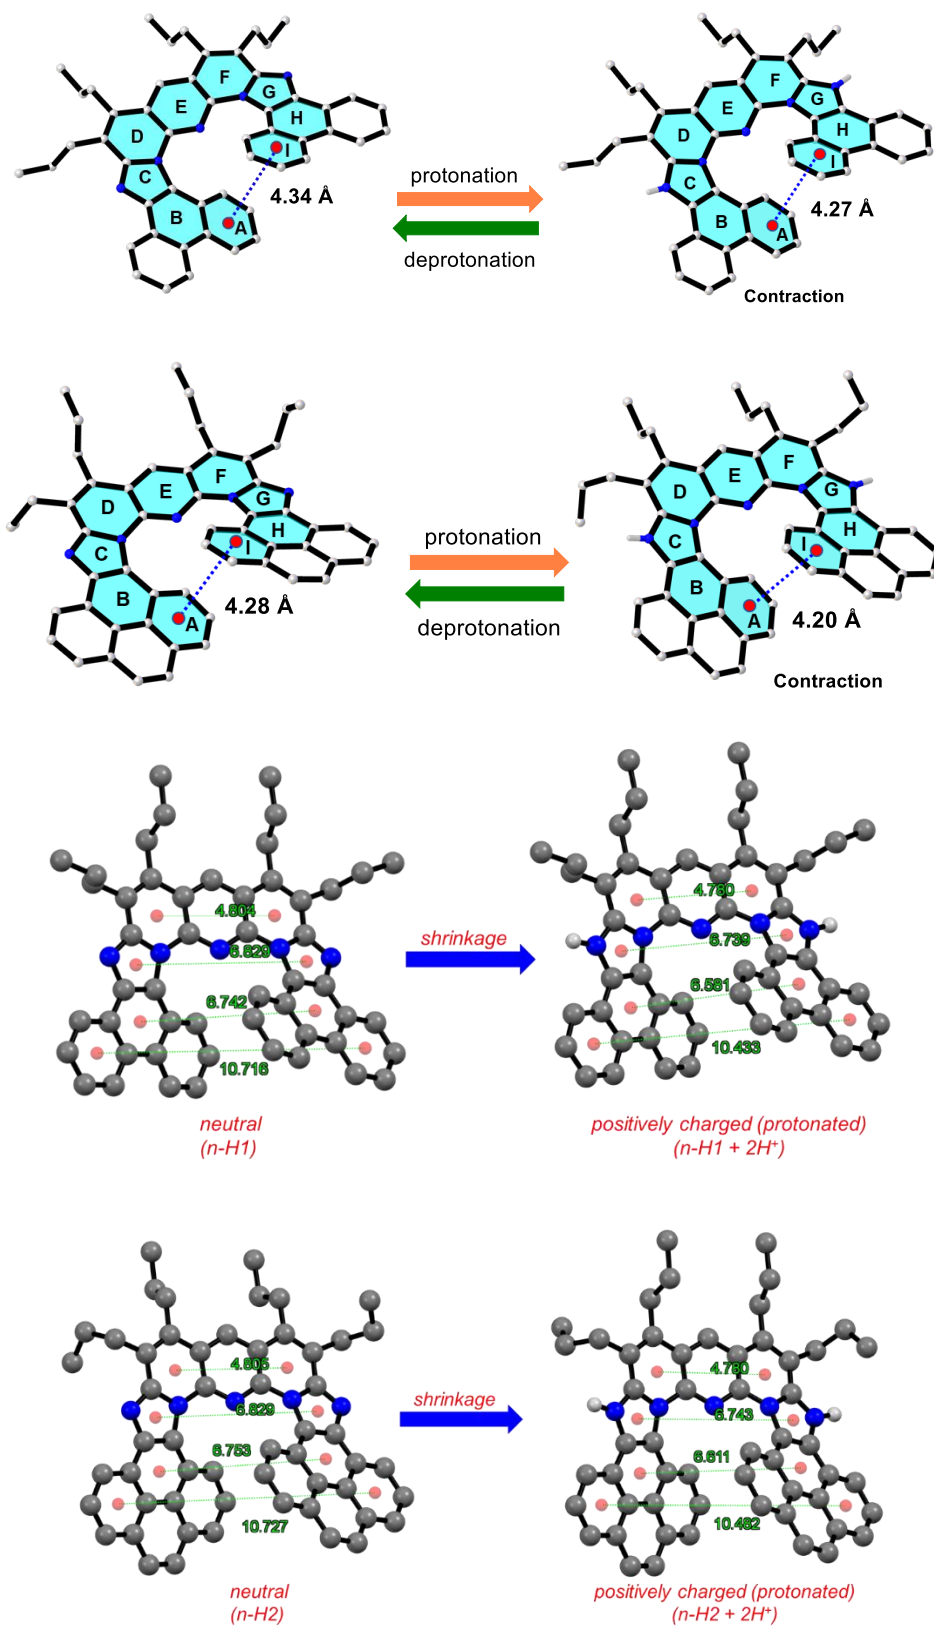 F
G
E
H
D
I
C
4.34 Å
B
A
protonation
deprotonation
F
G
E
H
D
I
C
4.27 Å
B
A
Contraction
F
E
G
D
H
C
I
B
4.28 Å
A
protonation
deprotonation
F
E
G
D
H
C
I
B
A
4.20 Å
Contraction
4.804
6.829
6.742
10.716
neutral
(n-H1)
shrinkage
4.780
6.739
6.581
10.433
positively charged (protonated)
(n-H1 + 2H⁺)
4.805
6.829
6.753
10.727
neutral
(n-H2)
shrinkage
4.780
6.743
6.611
10.482
positively charged (protonated)
(n-H2 + 2H⁺)